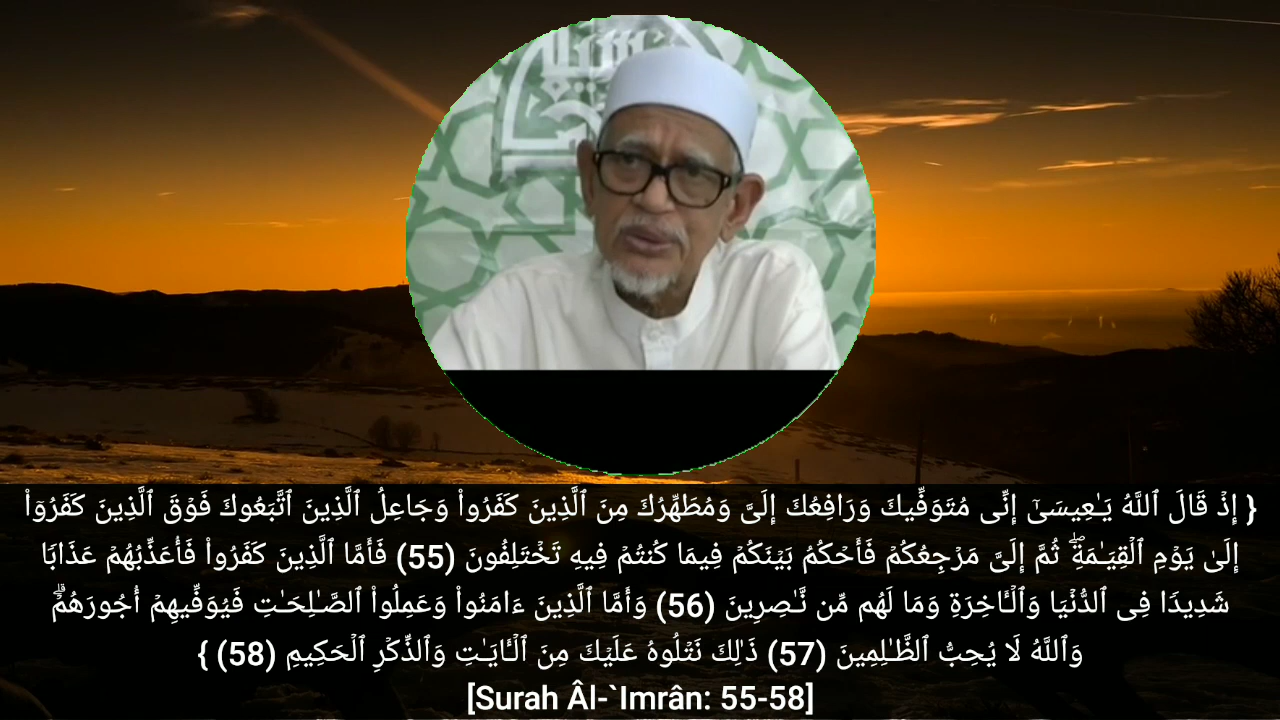 { إِذۡ قَالَ ٱللَّهُ يَـٰعِيسَىٰۤ إِنِّی مُتَوَفِّيكَ وَرَافِعُكَ إِلَیَّ وَمُطَهِّرُكَ مِنَ ٱلَّذِينَ كَفَرُوا۟ وَجَاعِلُ ٱلَّذِينَ ٱتَّبَعُوكَ فَوۡقَ ٱلَّذِينَ كَفَرُوۤا۟
إِلَىٰ يَوۡمِ ٱلۡقِيَـٰمَةِۖ ثُمَّ إِلَیَّ مَرۡجِعُكُمۡ فَأَحۡكُمُ بَيۡنَكُمۡ فِيمَا كُنتُمۡ فِيهِ تَخۡتَلِفُونَ (55) فَأَمَّا ٱلَّذِينَ كَفَرُوا۟ فَأُعَذِّبُهُمۡ عَذَابࣰا
شَدِيدࣰا فِی ٱلدُّنۡيَا وَٱلۡـَٔاخِرَةِ وَمَا لَهُم مِّن نَّـٰصِرِينَ (56) وَأَمَّا ٱلَّذِينَ ءَامَنُوا۟ وَعَمِلُوا۟ ٱلصَّـٰلِحَـٰتِ فَيُوَفِّيهِمۡ أُجُورَهُمۡۗ
وَٱللَّهُ لَا يُحِبُّ ٱلظَّـٰلِمِينَ (57) ذَ ٰلِكَ نَتۡلُوهُ عَلَيۡكَ مِنَ ٱلۡـَٔايَـٰتِ وَٱلذِّكۡرِ ٱلۡحَكِيمِ (58) }
[Surah Âl-`Imrân: 55-58]